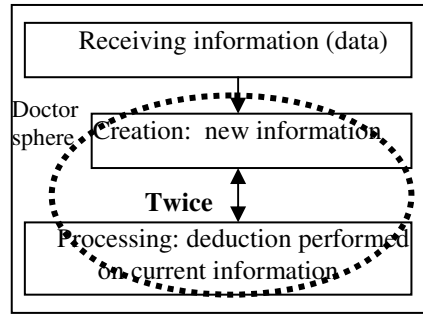 Receiving information (data)
Doctor
sphere
Creation:  new information
Twice
Processing: deduction performed
on current information